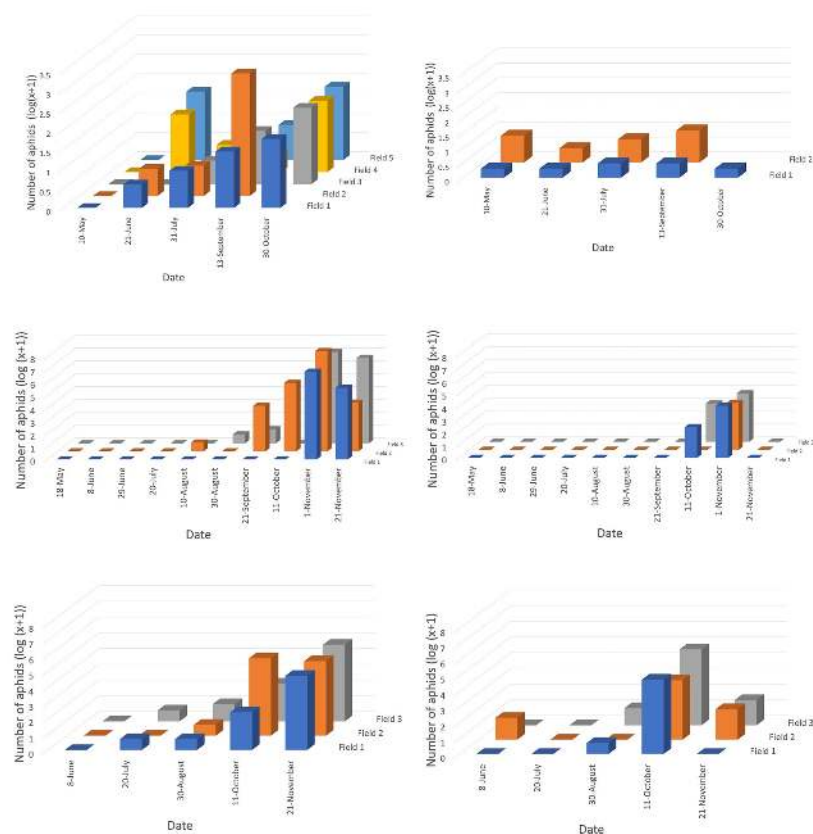 Number of aphids (log(x+1))
3.5
3
2.5
2
1.5
1
0.5
0
10-May
21-June
31-July
13-September
30-October
Field 5
Field 4
Field 3
Field 2
Field 1
Date
Number of aphids (log(x+1))
3.5
3
2.5
2
1.5
1
0.5
0
10-May
21-June
31-July
13-September
30-October
Field 2
Field 1
Date
Number of aphids (log (x+1))
8
7
6
5
4
3
2
1
0
18-May
8-June
29-June
20-July
10-August
30-August
21-September
11-October
1-November
21-November
Field 1
Date
Number of aphids (log (x+1))
8
7
6
5
4
3
2
1
0
18-May
8-June
29-June
20-July
10-August
30-August
21-September
11-October
1 November
21-November
Date
Number of aphids (log (x+1))
8
7
6
5
4
3
2
1
0
8-June
20-July
30-August
11-October
21-November
Field 3
Field 2
Field 1
Date
Number of aphids (log (x+1))
8
7
6
5
4
3
2
1
0
8-June
20-July
30-August
11-October
21 November
Field 3
Field 2
Field 1
Date